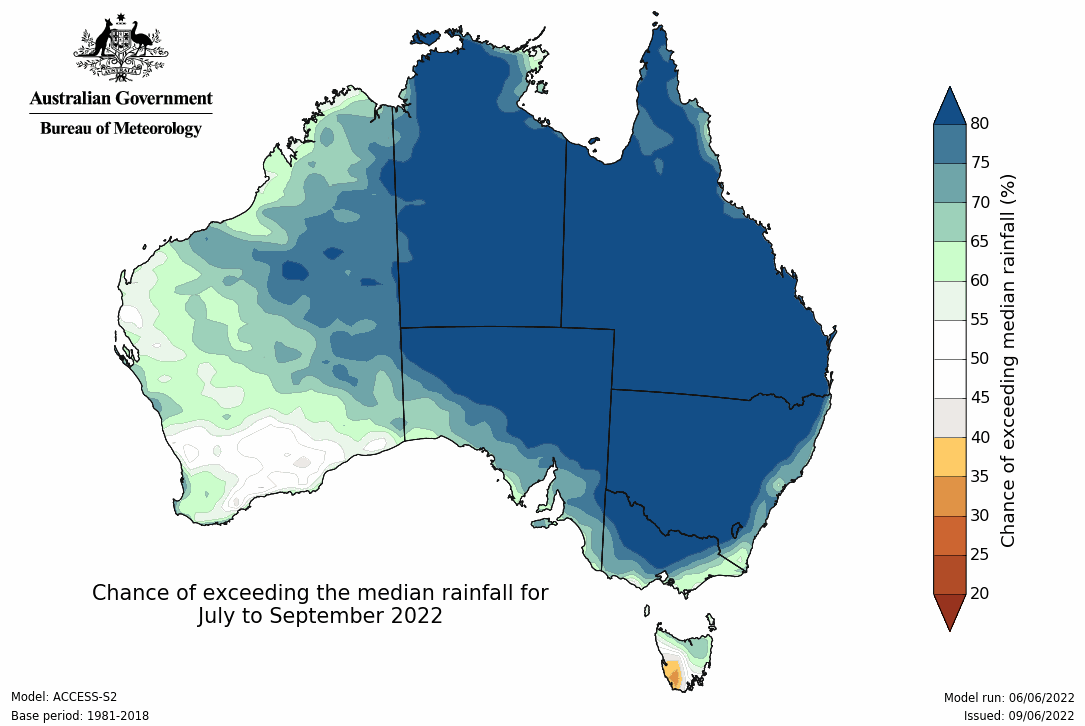 Australian Government
Bureau of Meteorology
80
75
70
65
60
55
50
45
40
35
30
25
20
Chance of exceeding median rainfall (%)
Chance of exceeding the median rainfall for
July to September 2022
Model: ACCESS-S2
Base period: 1981-2018
Model run: 06/06/2022
Issued: 09/06/2022